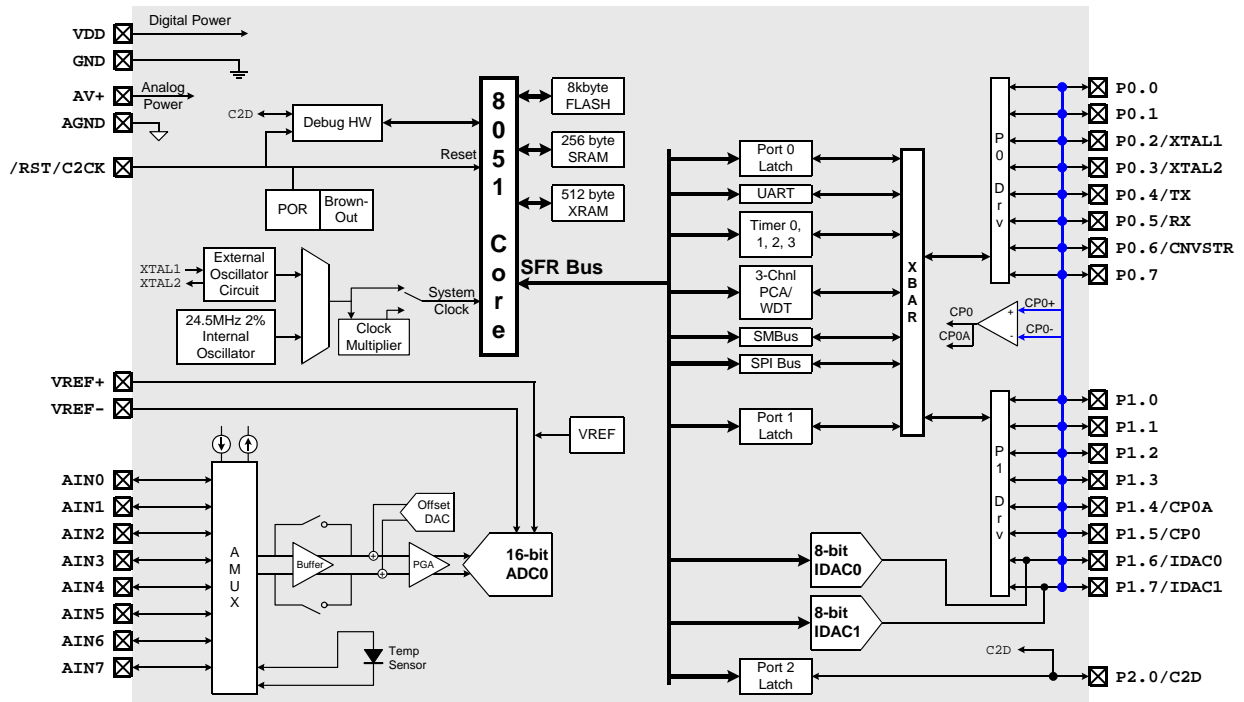 VDD
Digital Power
GND
AV+
Analog
Power
AGND
/RST/C2CK
C2D
Debug HW
Reset
POR
Brown-
Out
8
0
5
1
C
o
r
e
8kbyte
FLASH
256 byte
SRAM
512 byte
XRAM
XTAL1
XTAL2
External
Oscillator
Circuit
24.5MHz 2%
Internal
Oscillator
Clock
Multiplier
System
Clock
SFR Bus
VREF+
VREF-
VREF
AIN0
AIN1
AIN2
AIN3
AIN4
AIN5
AIN6
AIN7
A
M
U
X
Buffer
+
+
Offset
DAC
PGA
16-bit
ADC0
Temp
Sensor
Port 0
Latch
UART
Timer 0,
1, 2, 3
3-Chnl
PCA/
WDT
SMBus
SPI Bus
Port 1
Latch
X
B
A
R
8-bit
IDAC0
8-bit
IDAC1
Port 2
Latch
C2D
P
0
D
r
v
CP0
CP0A
+
-
CP0+
CP0-
P
1
D
r
v
P0.0
P0.1
P0.2/XTAL1
P0.3/XTAL2
P0.4/TX
P0.5/RX
P0.6/CNVSTR
P0.7
P1.0
P1.1
P1.2
P1.3
P1.4/CP0A
P1.5/CP0
P1.6/IDAC0
P1.7/IDAC1
P2.0/C2D